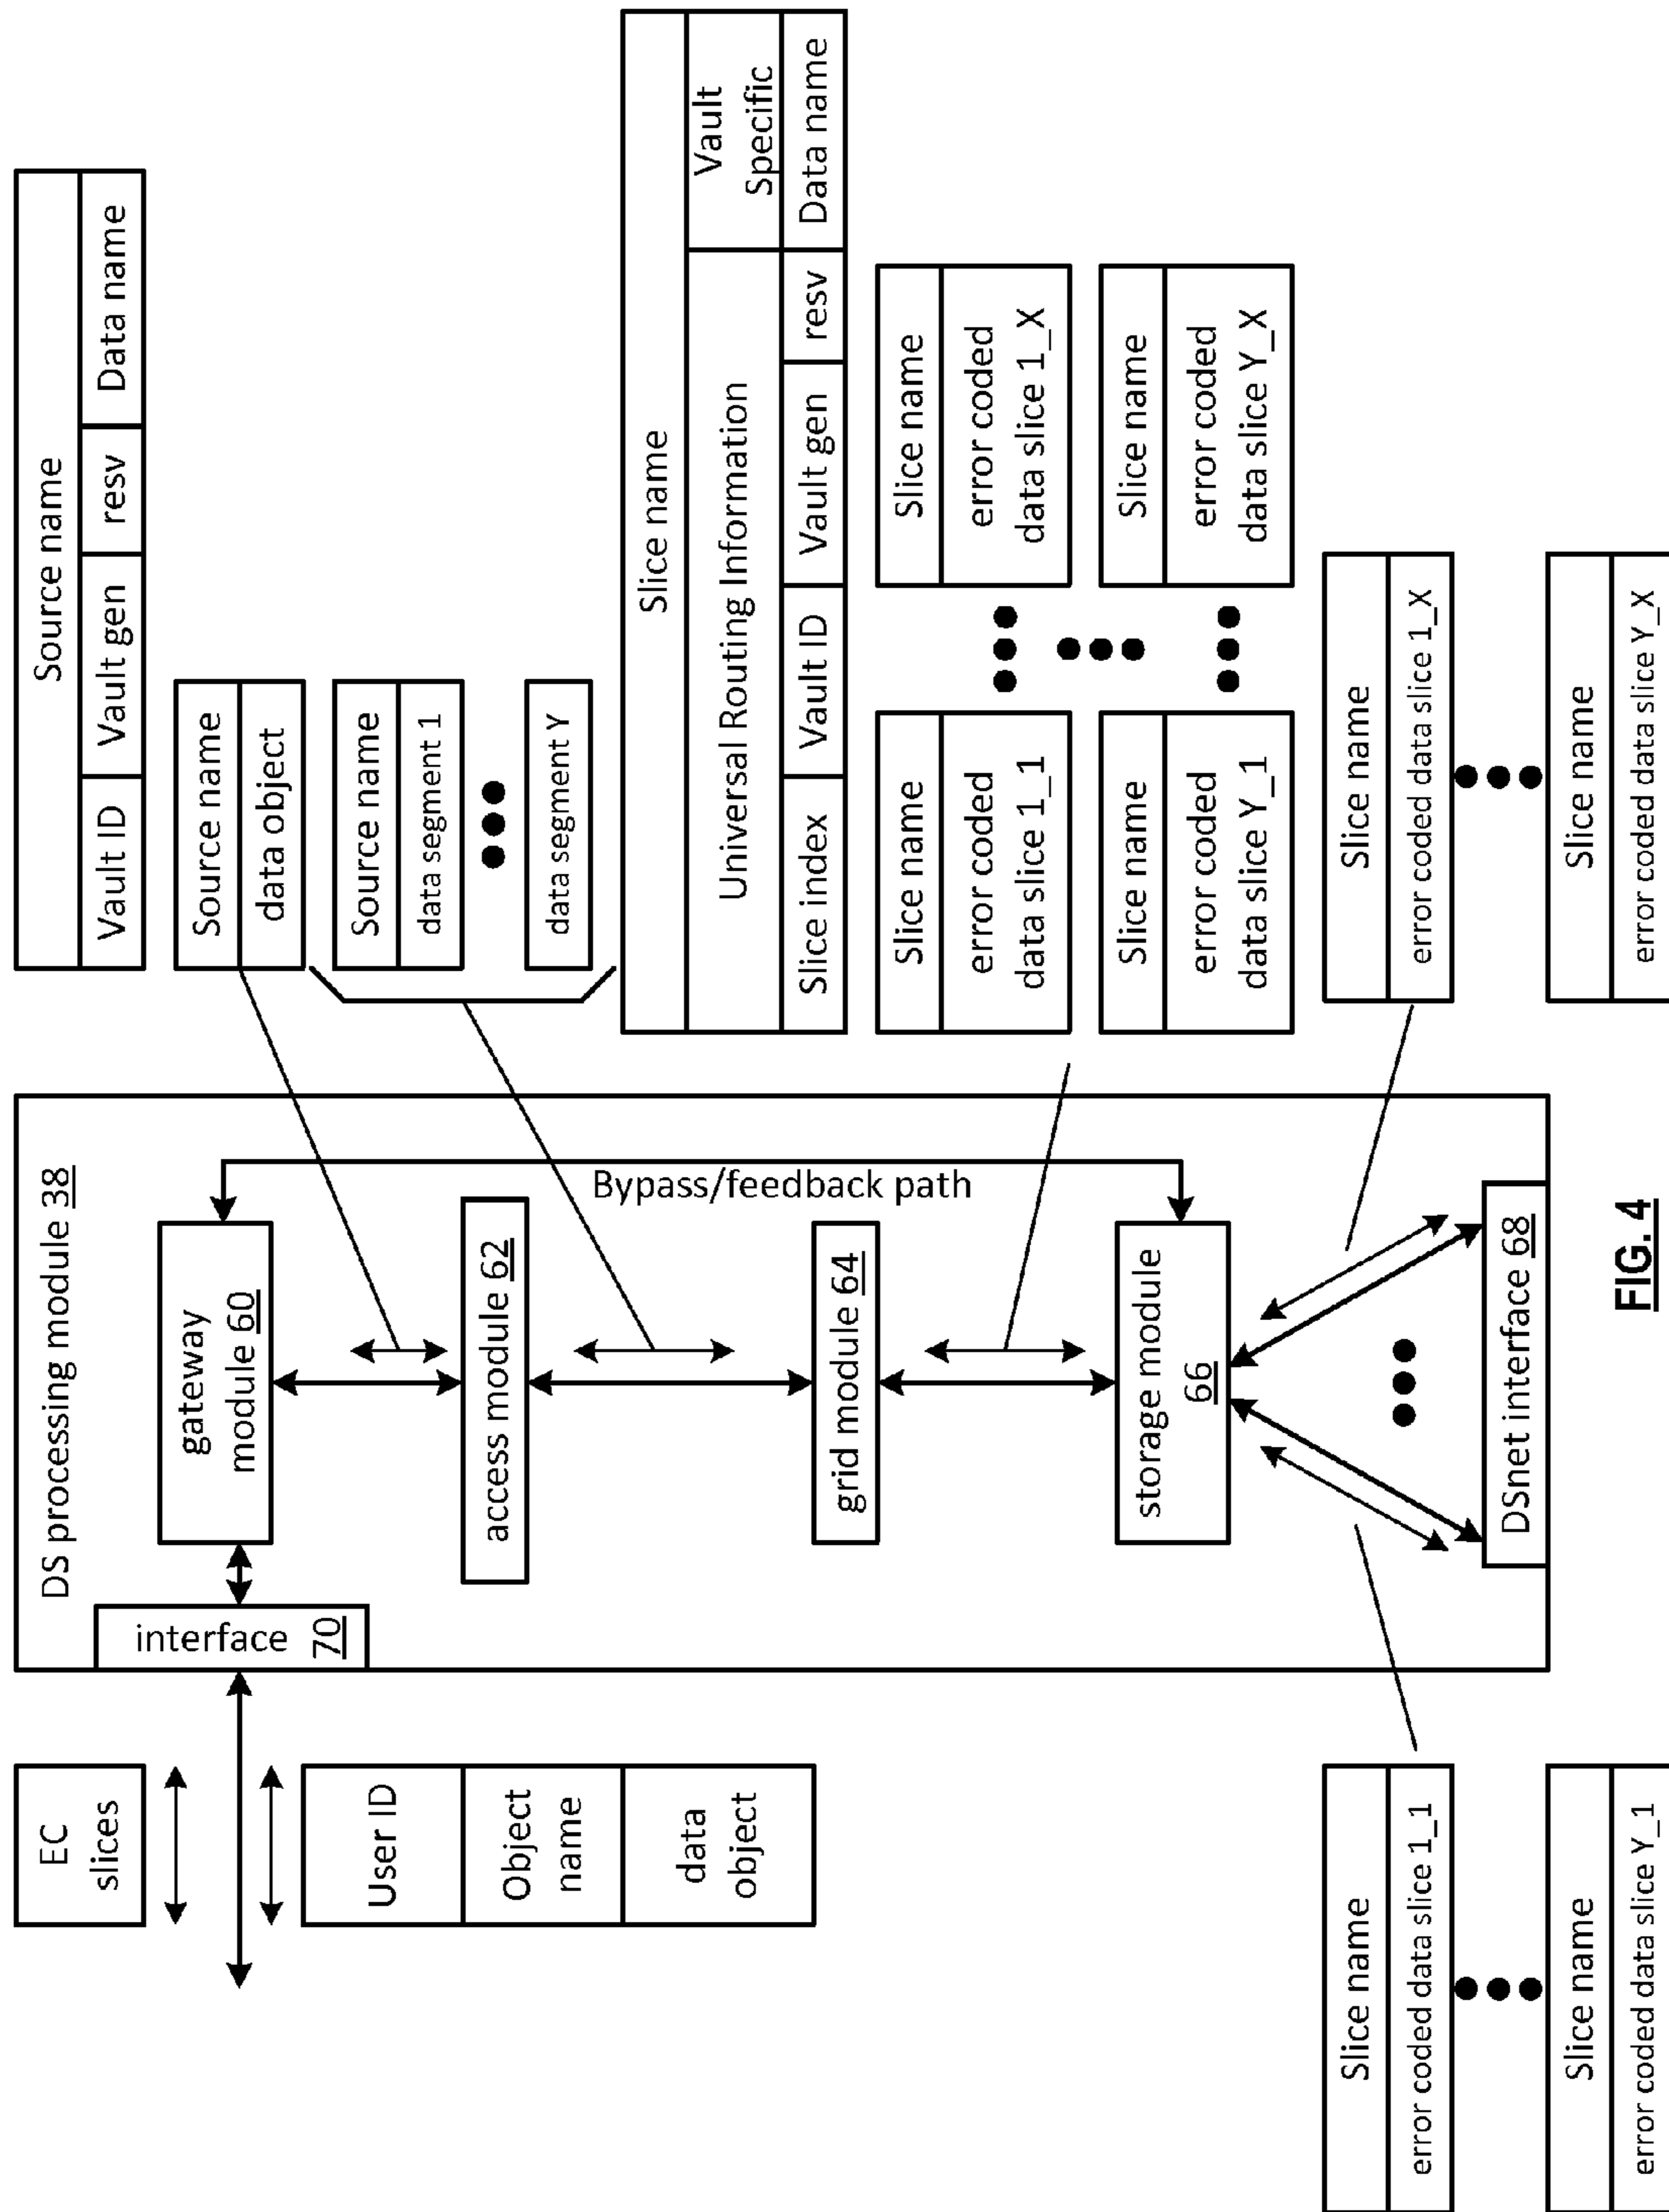 EC
slices
User ID
Object
name
data
object
DS processing module 38
interface 70
gateway
module 60
access module 62
Bypass/feedback path
grid module 64
storage module
66
DSnet interface 68
Source name
Vault ID Vault gen resv Data name
Source name
data object
Source name
data segment 1
data segment Y
Slice name
Universal Routing Information
Vault
Specific
Slice index Vault ID Vault gen resv Data name
Slice name
error coded
data slice 1_1
Slice name
error coded
data slice 1_X
Slice name
error coded
data slice Y_1
Slice name
error coded
data slice Y_X
Slice name
error coded data slice 1_1
Slice name
error coded data slice Y_1
Slice name
error coded data slice 1_X
Slice name
error coded data slice Y_X
FIG. 4